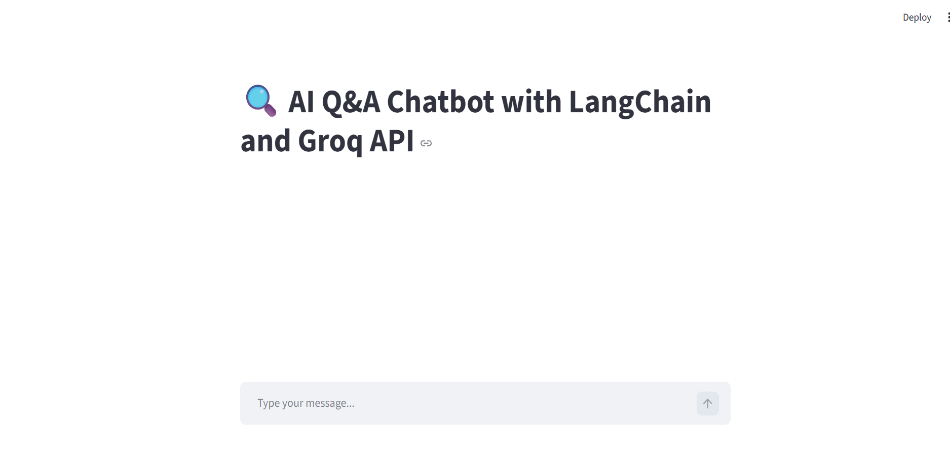 Deploy
🔍 AI Q&A Chatbot with LangChain
and Groq API
Type your message...